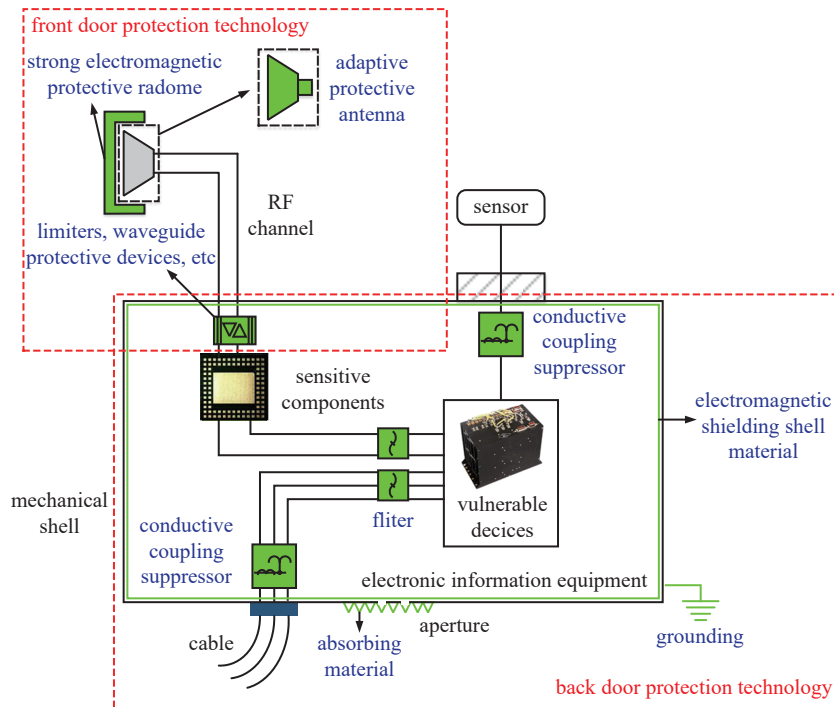 front door protection technology
strong electromagnetic
protective radome
adaptive
protective
antenna
RF
channel
limiters, waveguide
protective devices, etc
sensor
conductive
coupling
suppressor
sensitive
components
electromagnetic
shielding shell
material
mechanical
shell
fliter
vulnerable
decices
conductive
coupling
suppressor
electronic information equipment
cable
absorbing
material
aperture
grounding
back door protection technology